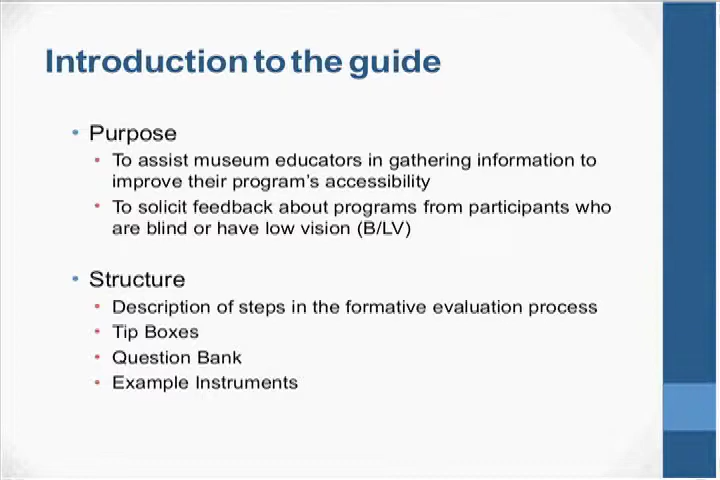 Introduction to the guide
• Purpose
• To assist museum educators in gathering information to
improve their program's accessibility
• To solicit feedback about programs from participants who
are blind or have low vision (B/LV)
• Structure
• Description of steps in the formative evaluation process
• Tip Boxes
• Question Bank
• Example Instruments